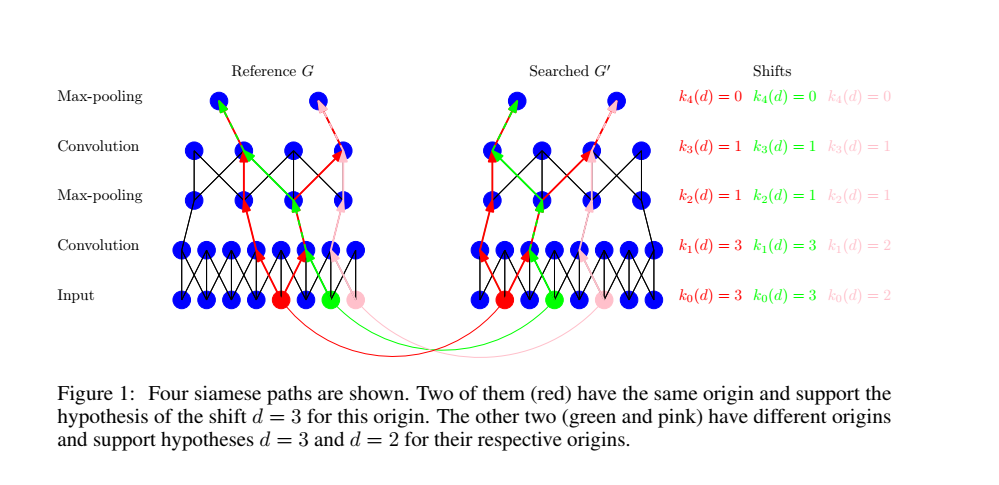 Reference G Searched G′ Shifts
Max-pooling k₄(d) = 0 k₄(d) = 0 k₄(d) = 0
Convolution k₃(d) = 1 k₃(d) = 1 k₃(d) = 1
Max-pooling k₂(d) = 1 k₂(d) = 1 k₂(d) = 1
Convolution k₁(d) = 3 k₁(d) = 3 k₁(d) = 2
Input k₀(d) = 3 k₀(d) = 3 k₀(d) = 2
Figure 1: Four siamese paths are shown. Two of them (red) have the same origin and support the
hypothesis of the shift d = 3 for this origin. The other two (green and pink) have different origins
and support hypotheses d = 3 and d = 2 for their respective origins.